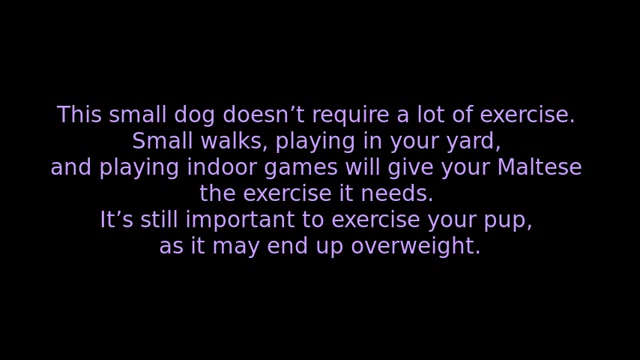 This small dog doesn’t require a lot of exercise.
Small walks, playing in your yard,
and playing indoor games will give your Maltese
the exercise it needs.
It’s still important to exercise your pup,
as it may end up overweight.